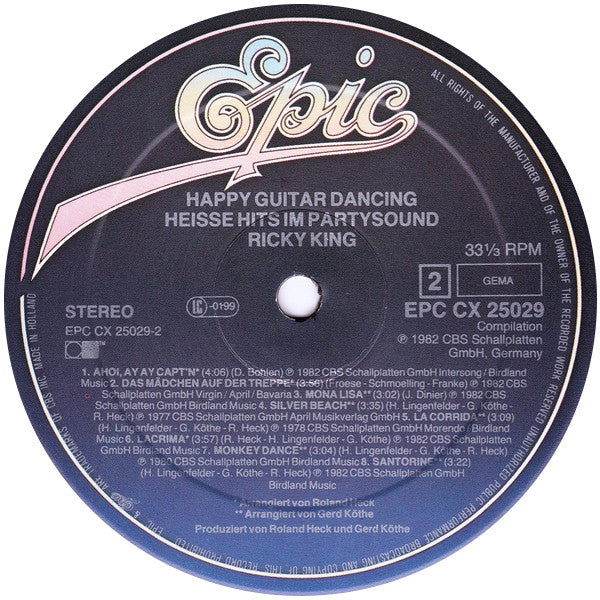 Epic
HAPPY GUITAR DANCING
HEISSE HITS IM PARTYSOUND
RICKY KING
33⅓ RPM
2 GEMA
STEREO
LC -0199
EPC CX 25029
EPC CX 25029-2
Compilation
℗ 1982 CBS Schallplatten
GmbH, Germany
1. AHOI, AY AY CAPT'N* (4:06) (D. Bohlen) ℗ 1982 CBS Schallplatten GmbH Intersong / Birdland
Music 2. DAS MÄDCHEN AUF DER TREPPE* (3:56) (Froese - Schmoelling - Franke) ℗ 1982 CBS
Schallplatten GmbH Virgin / April / Bavaria 3. MONA LISA** (3:02) (J. Dinier) ℗ 1982 CBS
Schallplatten GmbH Birdland Music 4. SILVER BEACH** (3:35) (H. Lingenfelder - G. Köthe -
R. Heck) ℗ 1977 CBS Schallplatten GmbH April Musikverlag GmbH 5. LA CORRIDA** (3:09)
(H. Lingenfelder - G. Köthe - R. Heck) ℗ 1978 CBS Schallplatten GmbH Morende / Birdland
Music 6. LACRIMA* (3:57) (R. Heck - H. Lingenfelder - G. Köthe) ℗ 1982 CBS Schallplatten
GmbH Birdland Music 7. MONKEY DANCE** (3:04) (H. Lingenfelder - G. Köthe - R. Heck)
℗ 1980 CBS Schallplatten GmbH Birdland Music 8. SANTORINE** (3:22)
(H. Lingenfelder - G. Köthe - R. Heck) ℗ 1982 CBS Schallplatten GmbH
Birdland Music
* Arrangiert von Roland Heck
** Arrangiert von Gerd Köthe
Produziert von Roland Heck und Gerd Köthe
ALL RIGHTS OF THE MANUFACTURER AND OF THE OWNER OF THE RECORDED WORK RESERVED UNAUTHORIZED PUBLIC PERFORMANCE BROADCASTING AND COPYING OF THIS RECORD PROHIBITED
EPIC & ARE TRADEMARKS OF CBS INC. MADE IN HOLLAND